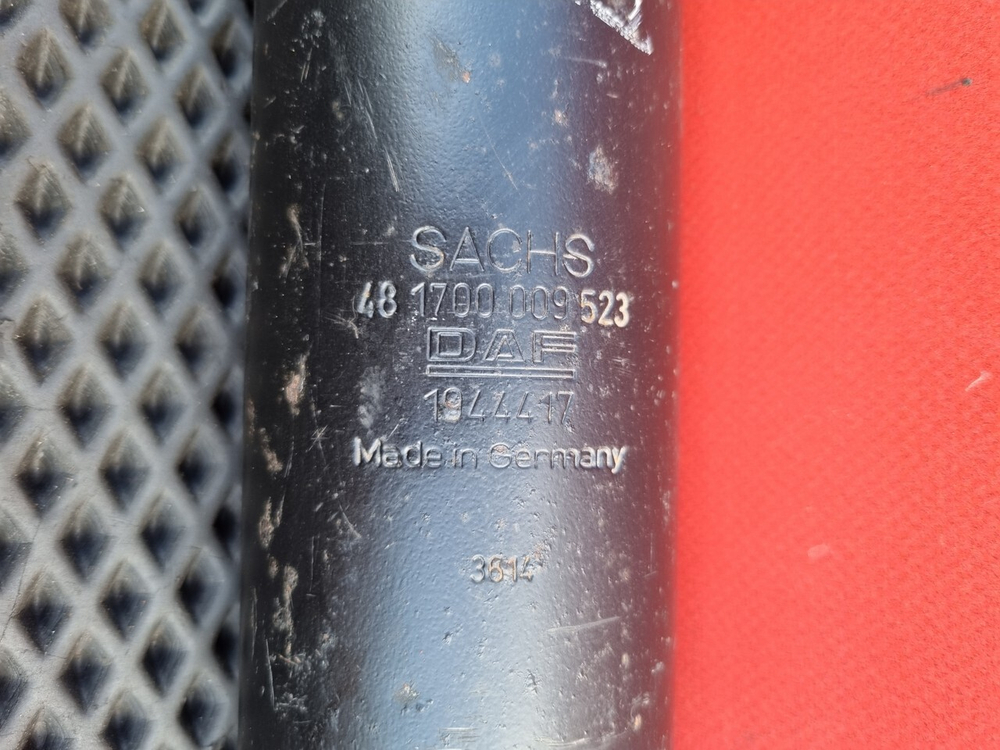 SACHS
48 1700 009 523
DAF
1944417
Made in Germany
3614